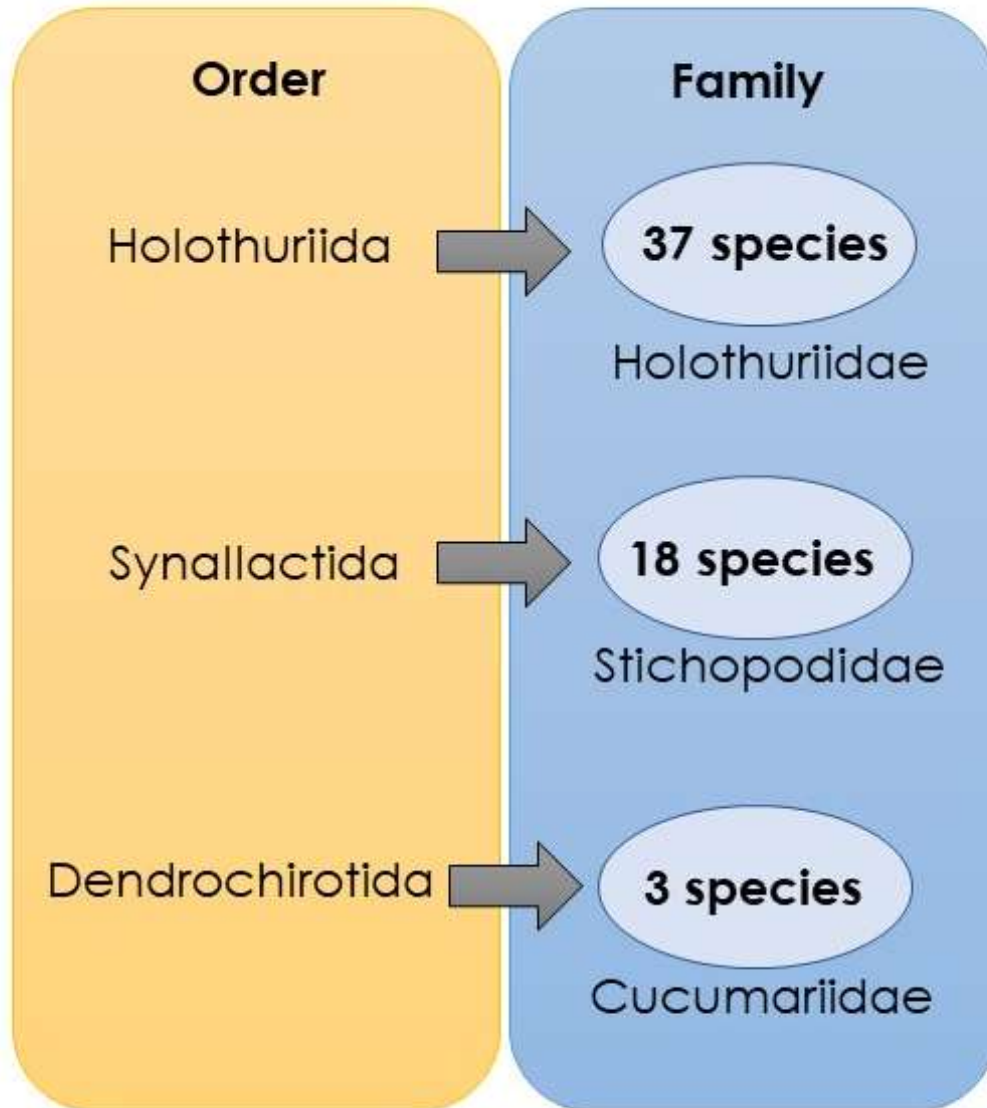 Order
Family
Holothuriida
37 species
Holothuriidae
Synallactida
18 species
Stichopodidae
Dendrochirotida
3 species
Cucumariidae